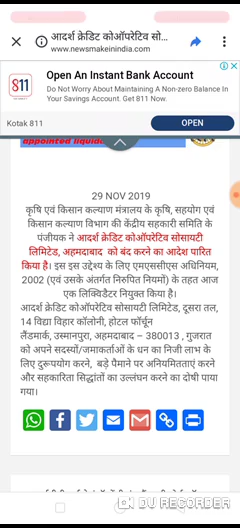 आदर्श क्रेडिट कोऑपरेटिव सो...
www.newsmakeinindia.com
811
Open An Instant Bank Account
Do Not Worry About Maintaining A Non-zero Balance In
Your Savings Account. Get 811 Now.
Kotak 811
OPEN
appointed liquid
29 NOV 2019
कृषि एवं किसान कल्याण मंत्रालय के कृषि, सहयोग एवं
किसान कल्याण विभाग की केंद्रीय सहकारी समिति के
पंजीयक ने आदर्श क्रेडिट कोऑपरेटिव सोसायटी
लिमिटेड, अहमदाबाद को बंद करने का आदेश पारित
किया है। इस इस उद्देश्य के लिए एमएससीएस अधिनियम,
2002 (एवं उसके अंतर्गत निरुपित नियमों) के तहत आज
एक लिक्विडेटर नियुक्त किया है।
आदर्श क्रेडिट कोऑपरेटिव सोसायटी लिमिटेड, दूसरा तल,
14 विद्या विहार कॉलोनी, होटल फॉर्चून
लैंडमार्क, उस्मानपुरा, अहमदाबाद – 380013 , गुजरात
को अपने सदस्यों/जमाकर्ताओं के धन का निजी लाभ के
लिए दुरूपयोग करने, बड़े पैमाने पर अनियमितताएं करने
और सहकारिता सिद्धांतों का उल्लंघन करने का दोषी पाया
गया।
DU RECORDER